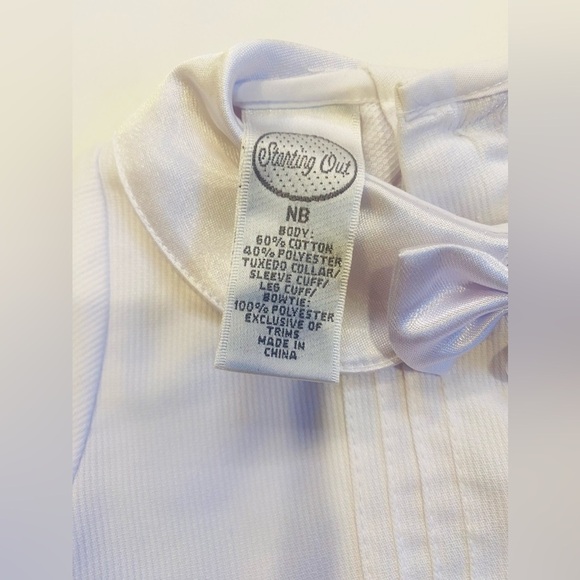 Starting Out
NB
BODY:
60% COTTON
40% POLYESTER
TUXEDO COLLAR/
SLEEVE CUFF/
LEG CUFF/
BOWTIE:
100% POLYESTER
EXCLUSIVE OF
TRIMS
MADE IN
CHINA